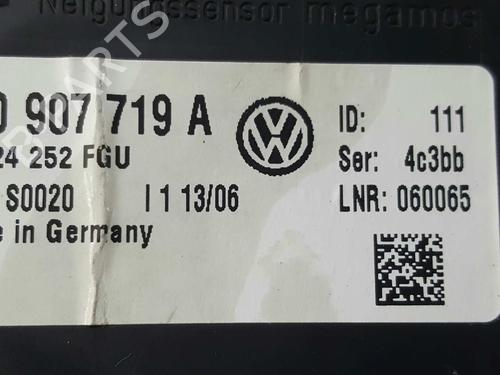 Neigungssensor megamos
0 907 719 A
24 252 FGU
S0020 I 1 13/06
e in Germany
ID: 111
Ser: 4c3bb
LNR: 060065
PARTS